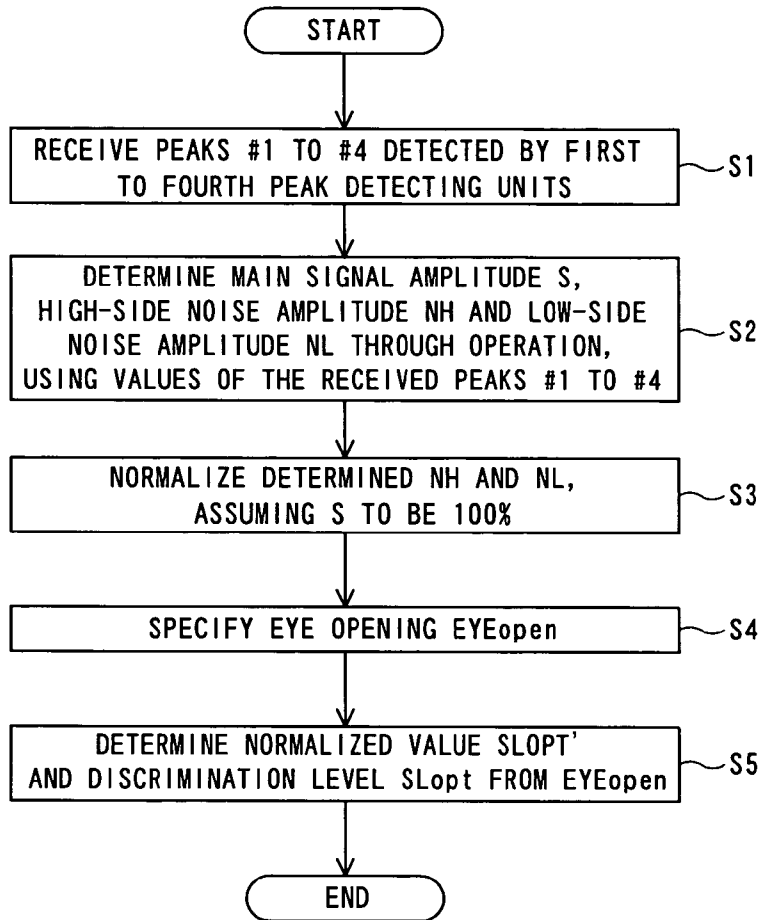 START
RECEIVE PEAKS #1 TO #4 DETECTED BY FIRST
TO FOURTH PEAK DETECTING UNITS
S1
DETERMINE MAIN SIGNAL AMPLITUDE S,
HIGH-SIDE NOISE AMPLITUDE NH AND LOW-SIDE
NOISE AMPLITUDE NL THROUGH OPERATION,
USING VALUES OF THE RECEIVED PEAKS #1 TO #4
S2
NORMALIZE DETERMINED NH AND NL,
ASSUMING S TO BE 100%
S3
SPECIFY EYE OPENING EYEopen
S4
DETERMINE NORMALIZED VALUE SLOPT'
AND DISCRIMINATION LEVEL SLopt FROM EYEopen
S5
END